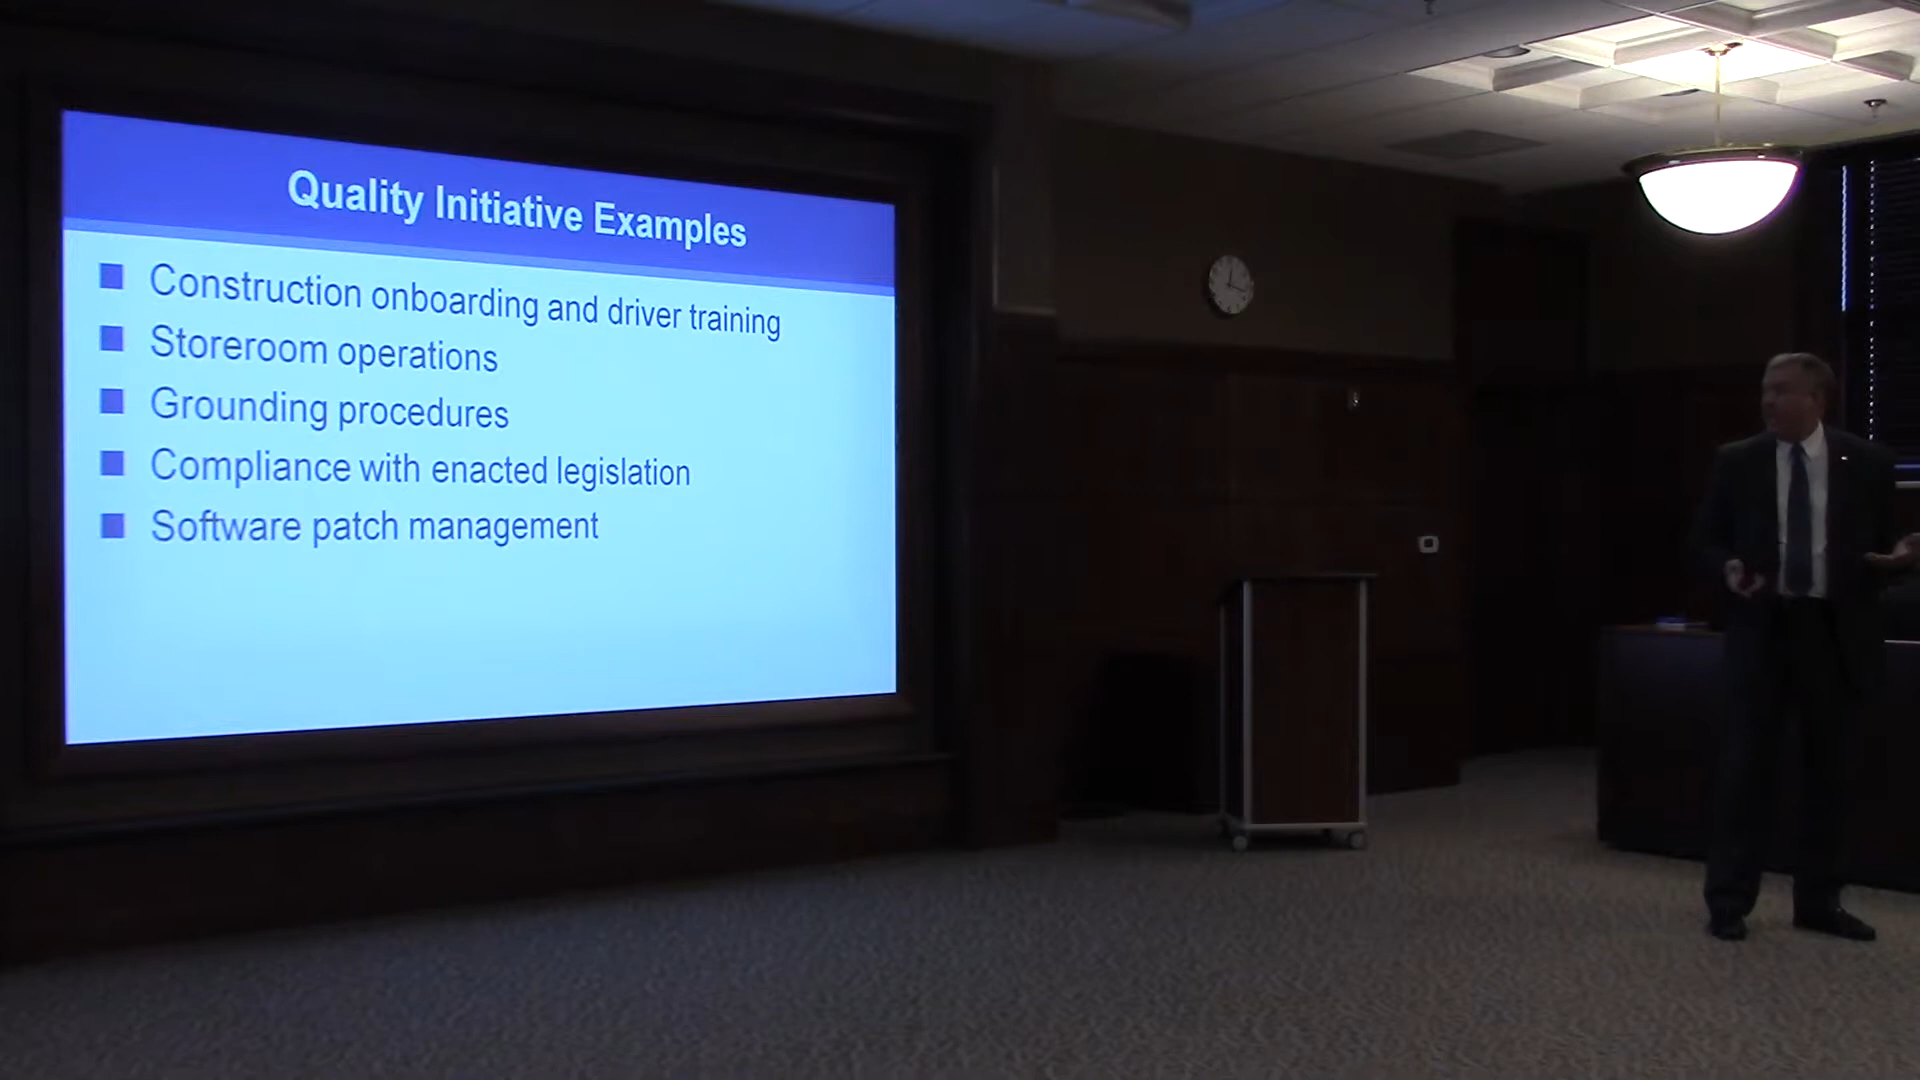 Quality Initiative Examples
Construction onboarding and driver training
Storeroom operations
Grounding procedures
Compliance with enacted legislation
Software patch management